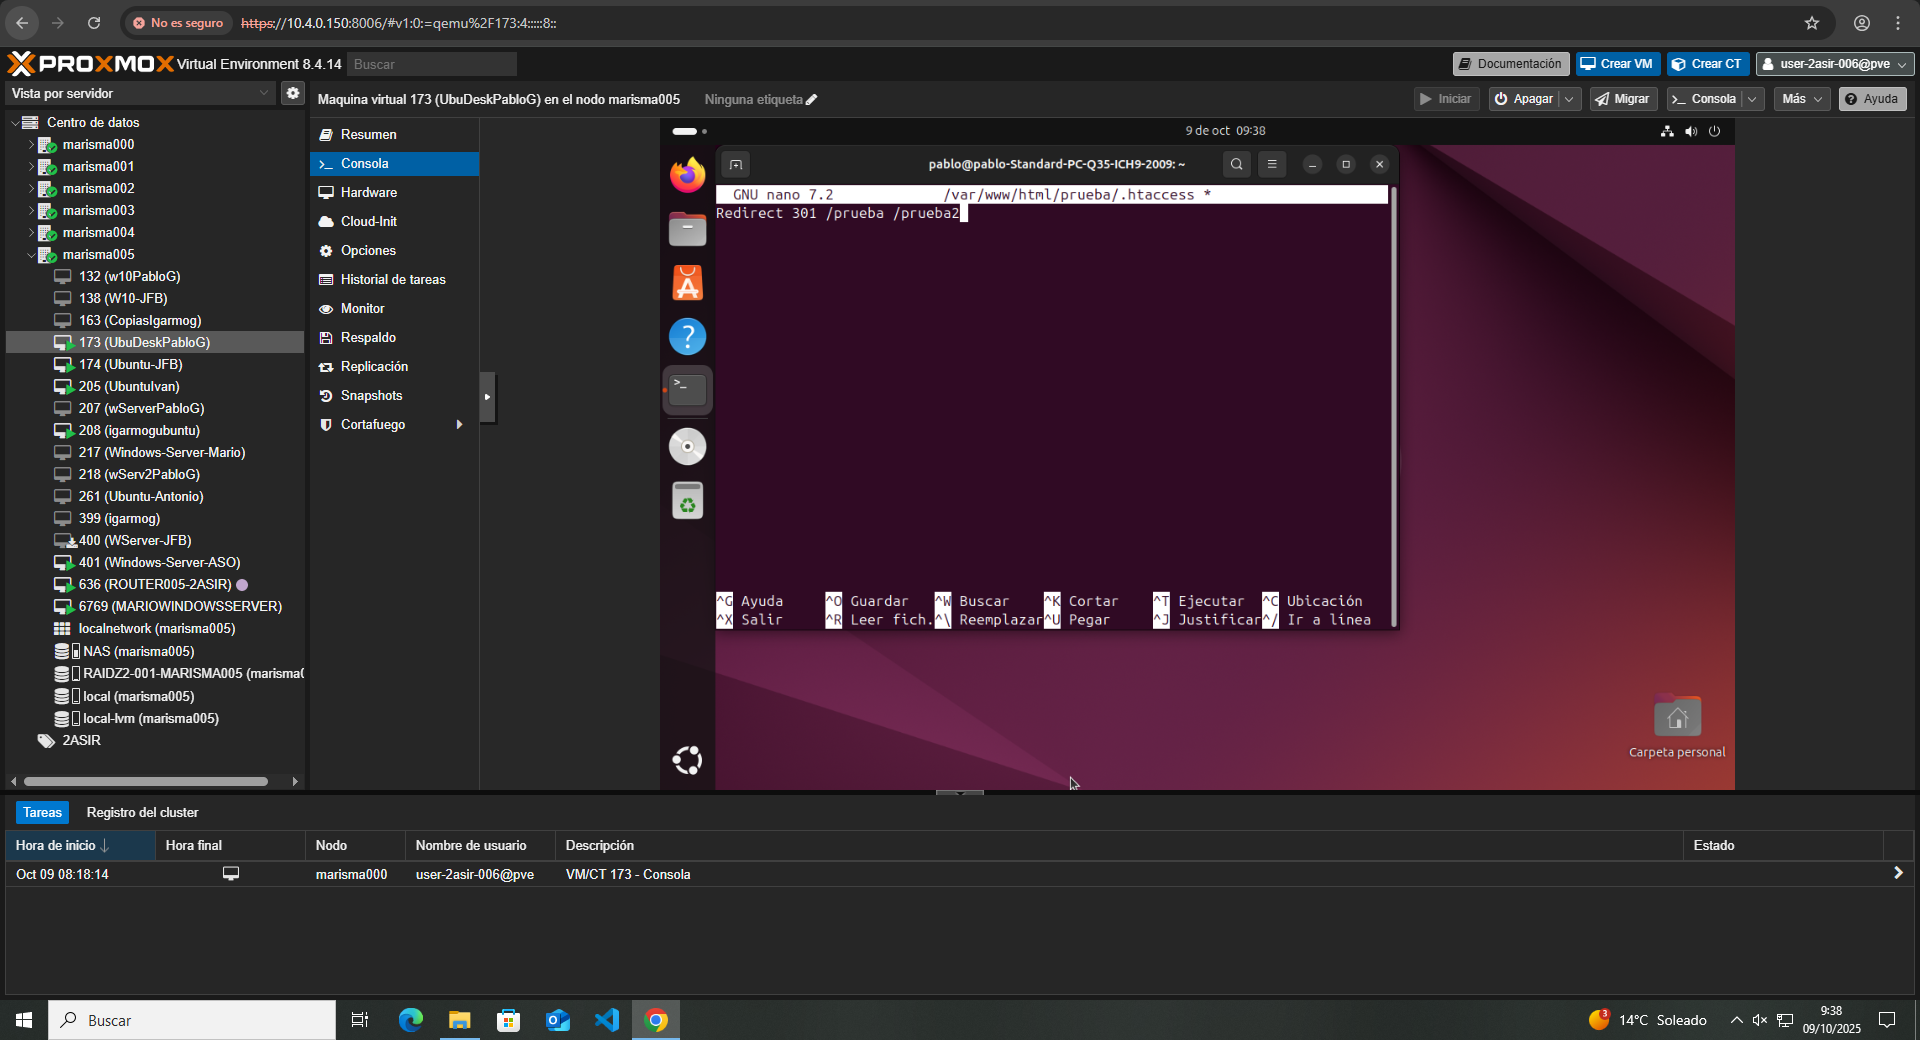 No es seguro https://10.4.0.150:8006/#v1:0:=qemu%2F173:4:::::8::
PROXMOX Virtual Environment 8.4.14 Buscar Documentación Crear VM Crear CT user-2asir-006@pve
Vista por servidor
Maquina virtual 173 (UbuDeskPabloG) en el nodo marisma005 Ninguna etiqueta Iniciar Apagar Migrar Consola Más Ayuda
Centro de datos
marisma000
marisma001
marisma002
marisma003
marisma004
marisma005
132 (w10PabloG)
138 (W10-JFB)
163 (CopiasIgarmog)
173 (UbuDeskPabloG)
174 (Ubuntu-JFB)
205 (UbuntuIvan)
207 (wServerPabloG)
208 (igarmogubuntu)
217 (Windows-Server-Mario)
218 (wServ2PabloG)
261 (Ubuntu-Antonio)
399 (igarmog)
400 (WServer-JFB)
401 (Windows-Server-ASO)
636 (ROUTER005-2ASIR)
6769 (MARIOWINDOWSSERVER)
localnetwork (marisma005)
NAS (marisma005)
RAIDZ2-001-MARISMA005 (marisma0
local (marisma005)
local-lvm (marisma005)
2ASIR
Resumen
Consola
Hardware
Cloud-Init
Opciones
Historial de tareas
Monitor
Respaldo
Replicación
Snapshots
Cortafuego
9 de oct 09:38
pablo@pablo-Standard-PC-Q35-ICH9-2009: ~
GNU nano 7.2 /var/www/html/prueba/.htaccess *
Redirect 301 /prueba /prueba2
^G Ayuda ^O Guardar ^W Buscar ^K Cortar ^T Ejecutar ^C Ubicación
^X Salir ^R Leer fich. ^\ Reemplazar ^U Pegar ^J Justificar ^/ Ir a línea
Carpeta personal
Tareas Registro del cluster
Hora de inicio Hora final Nodo Nombre de usuario Descripción Estado
Oct 09 08:18:14 marisma000 user-2asir-006@pve VM/CT 173 - Consola
Buscar
3
14°C Soleado
9:38
09/10/2025